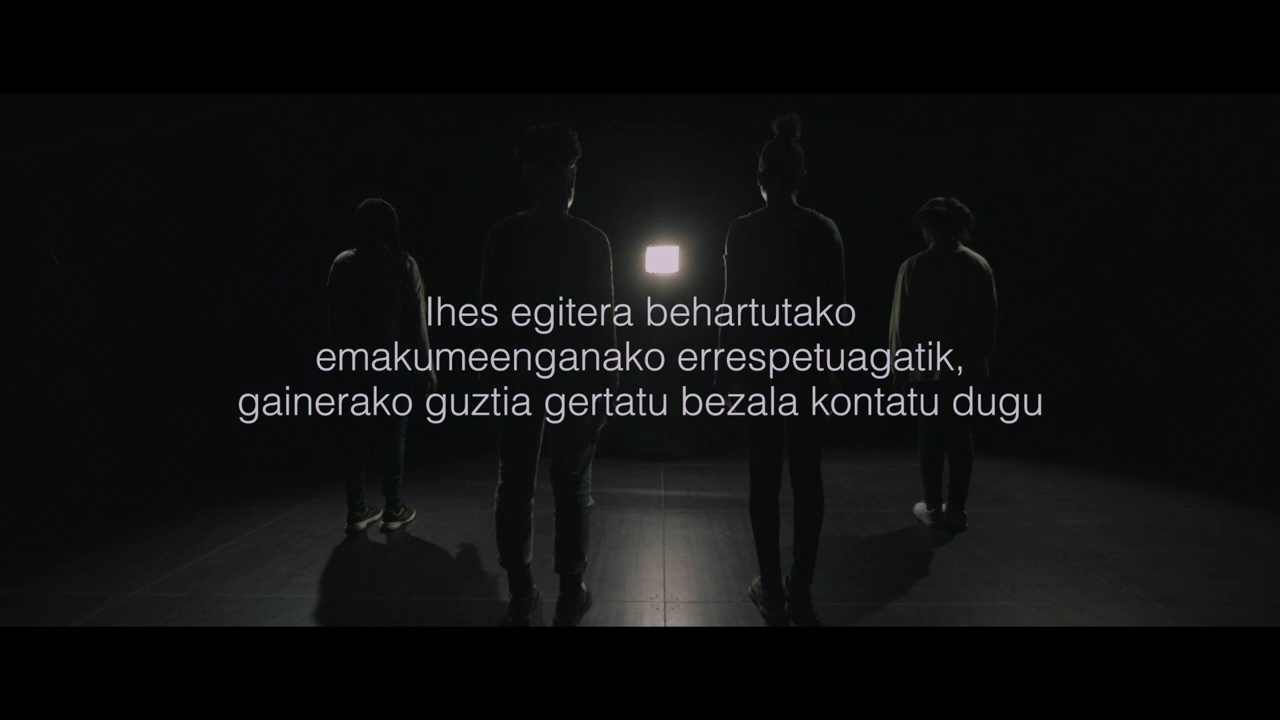 Ihes egitera behartutako
emakumeenganako errespetuagatik,
gainerako guztia gertatu bezala kontatu dugu